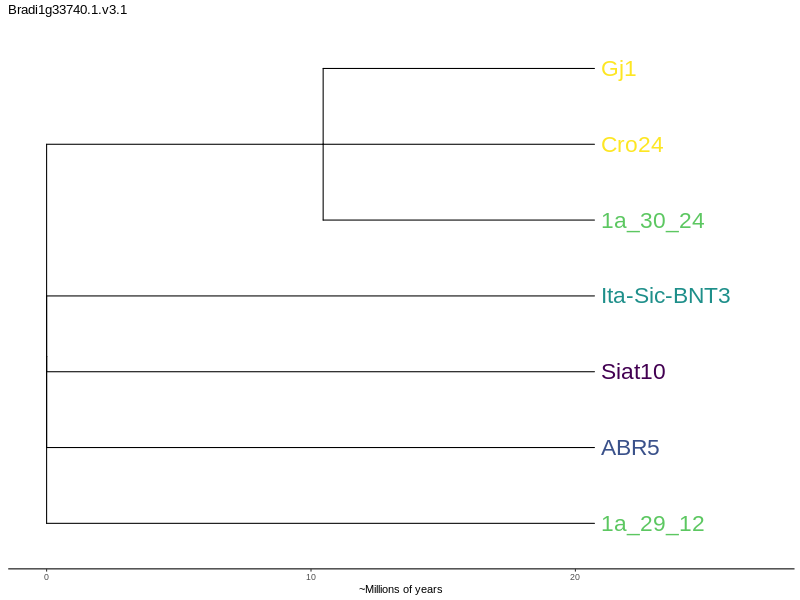 Bradi1g33740.1.v3.1
Gj1
Cro24
1a_30_24
Ita-Sic-BNT3
Siat10
ABR5
1a_29_12
0 10 20
~Millions of years